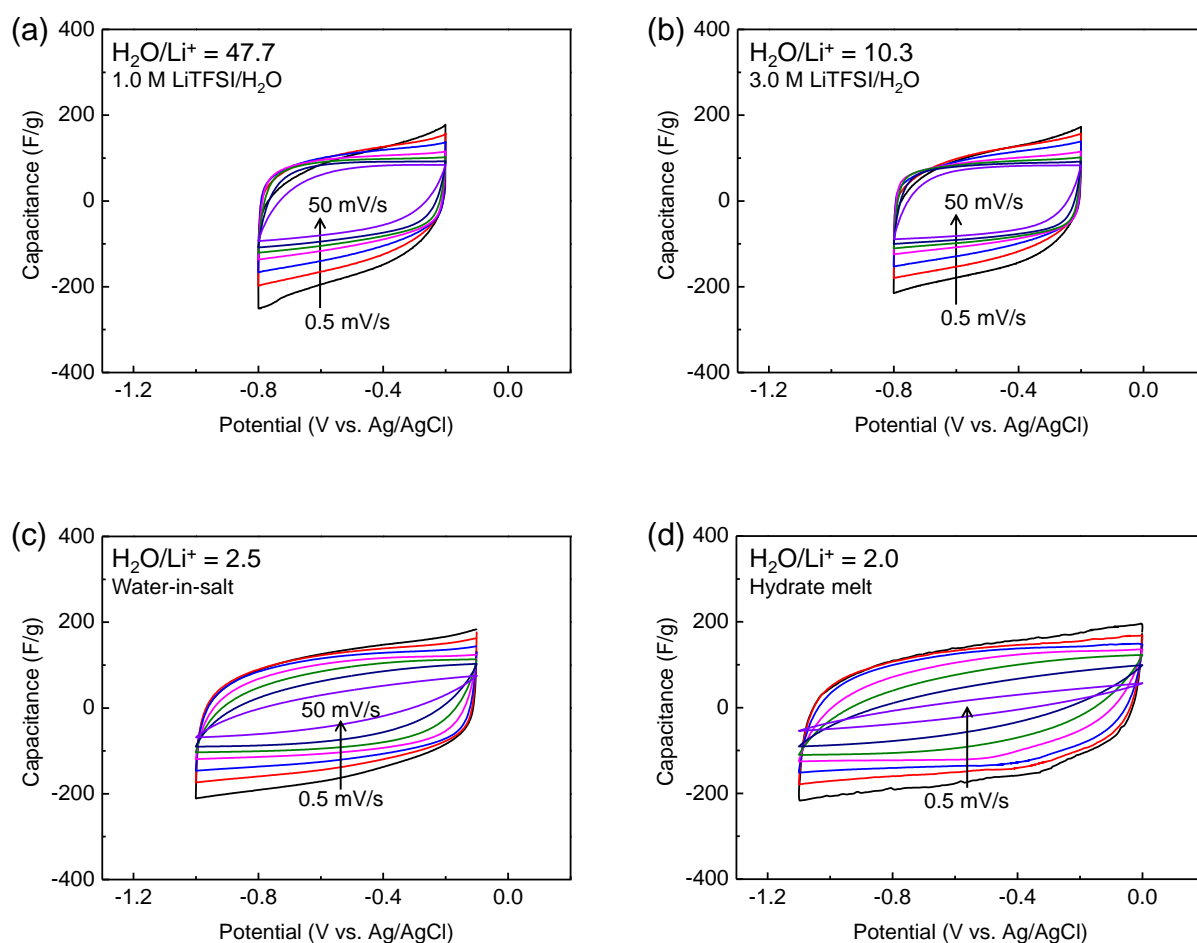 (a)
H₂O/Li⁺ = 47.7
1.0 M LiTFSI/H₂O
50 mV/s
0.5 mV/s
400
200
0
-200
-400
Capacitance (F/g)
-1.2 -0.8 -0.4 0.0
Potential (V vs. Ag/AgCl)
(b)
H₂O/Li⁺ = 10.3
3.0 M LiTFSI/H₂O
50 mV/s
0.5 mV/s
400
200
0
-200
-400
Capacitance (F/g)
-1.2 -0.8 -0.4 0.0
Potential (V vs. Ag/AgCl)
(c)
H₂O/Li⁺ = 2.5
Water-in-salt
50 mV/s
0.5 mV/s
400
200
0
-200
-400
Capacitance (F/g)
-1.2 -0.8 -0.4 0.0
Potential (V vs. Ag/AgCl)
(d)
H₂O/Li⁺ = 2.0
Hydrate melt
0.5 mV/s
400
200
0
-200
-400
Capacitance (F/g)
-1.2 -0.8 -0.4 0.0
Potential (V vs. Ag/AgCl)